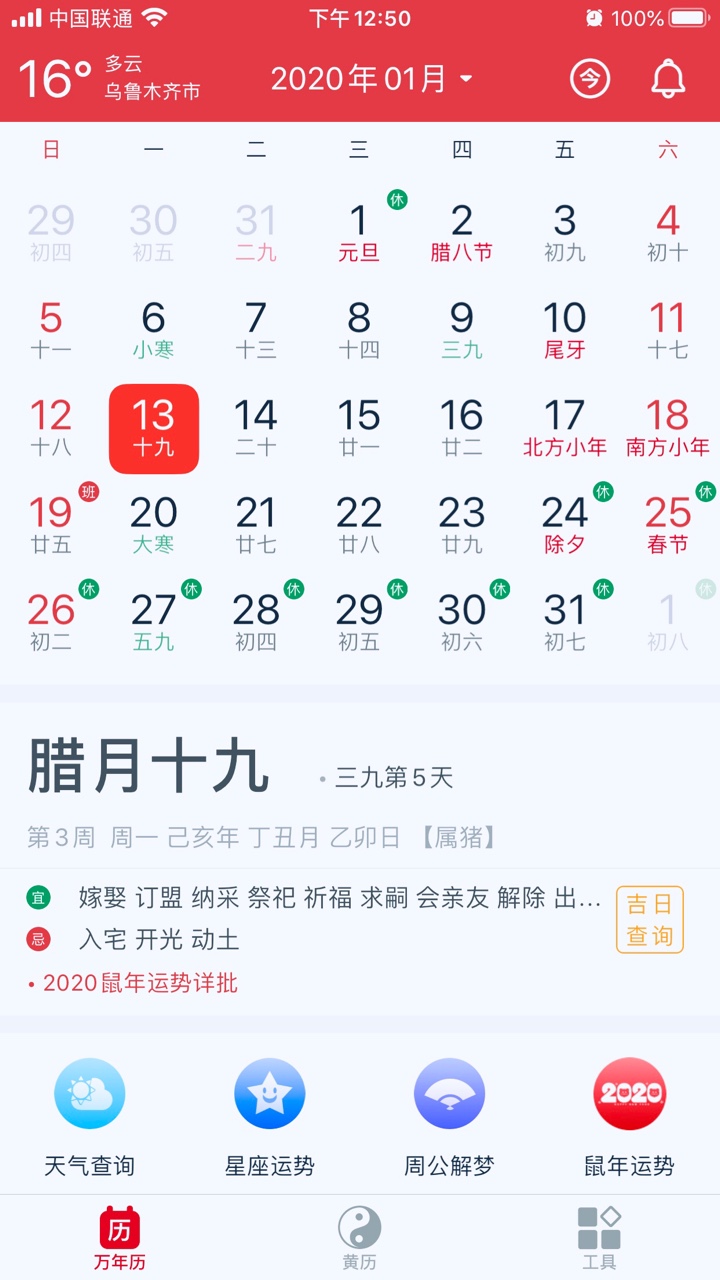 中国联通 下午12:50 100%
16° 多云 乌鲁木齐市 2020年01月 今
日 一 二 三 四 五 六
29 30 31 1 休 2 3 4
初四 初五 二九 元旦 腊八节 初九 初十
5 6 7 8 9 10 11
十一 小寒 十三 十四 三九 尾牙 十七
12 13 14 15 16 17 18
十八 十九 二十 廿一 廿二 北方小年 南方小年
19 班 20 21 22 23 24 休 25 休
廿五 大寒 廿七 廿八 廿九 除夕 春节
26 休 27 休 28 休 29 休 30 休 31 休 1 休
初二 五九 初四 初五 初六 初七 初八
腊月十九 • 三九第5天
第3周 周一 己亥年 丁丑月 乙卯日 【属猪】
宜 嫁娶 订盟 纳采 祭祀 祈福 求嗣 会亲友 解除 出...
忌 入宅 开光 动土
吉日
查询
• 2020鼠年运势详批
2020
天气查询 星座运势 周公解梦 鼠年运势
历
万年历 黄历 工具